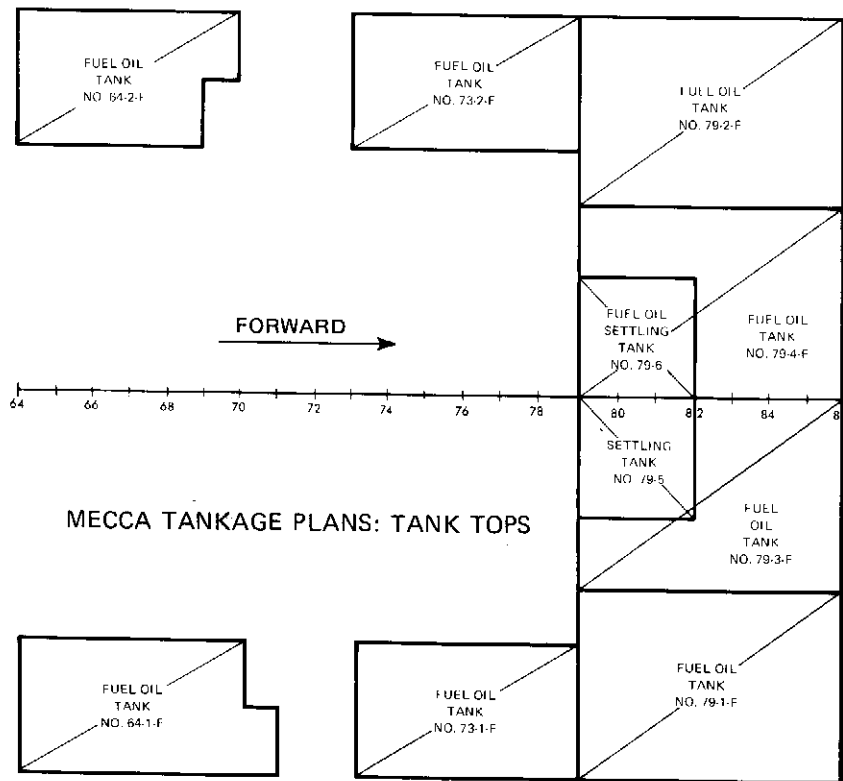 FUEL OIL
TANK
NO. 64-2-F
FUEL OIL
TANK
NO. 73-2-F
FUEL OIL
TANK
NO. 79-2-F
FORWARD
FUEL OIL
SETTLING
TANK
NO. 79-6
FUEL OIL
TANK
NO. 79-4-F
64 66 68 70 72 74 76 78 80 82 84
SETTLING
TANK
NO. 79-5
MECCA TANKAGE PLANS: TANK TOPS
FUEL
OIL
TANK
NO. 79-3-F
FUEL OIL
TANK
NO. 64-1-F
FUEL OIL
TANK
NO. 73-1-F
FUEL OIL
TANK
NO. 79-1-F